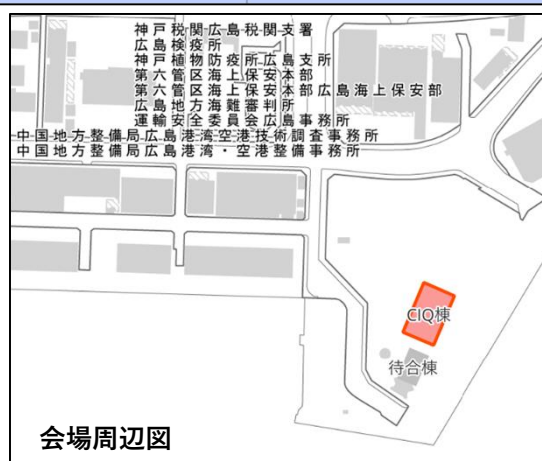 神戸税関広島税関支署
広島検疫所
神戸植物防疫所広島支所
第六管区海上保安本部
第六管区海上保安本部広島海上保安部
広島地方海難審判所
運輸安全委員会広島事務所
中国地方整備局広島港湾空港技術調査事務所
中国地方整備局広島港湾・空港整備事務所
CIQ棟
待合棟
会場周辺図